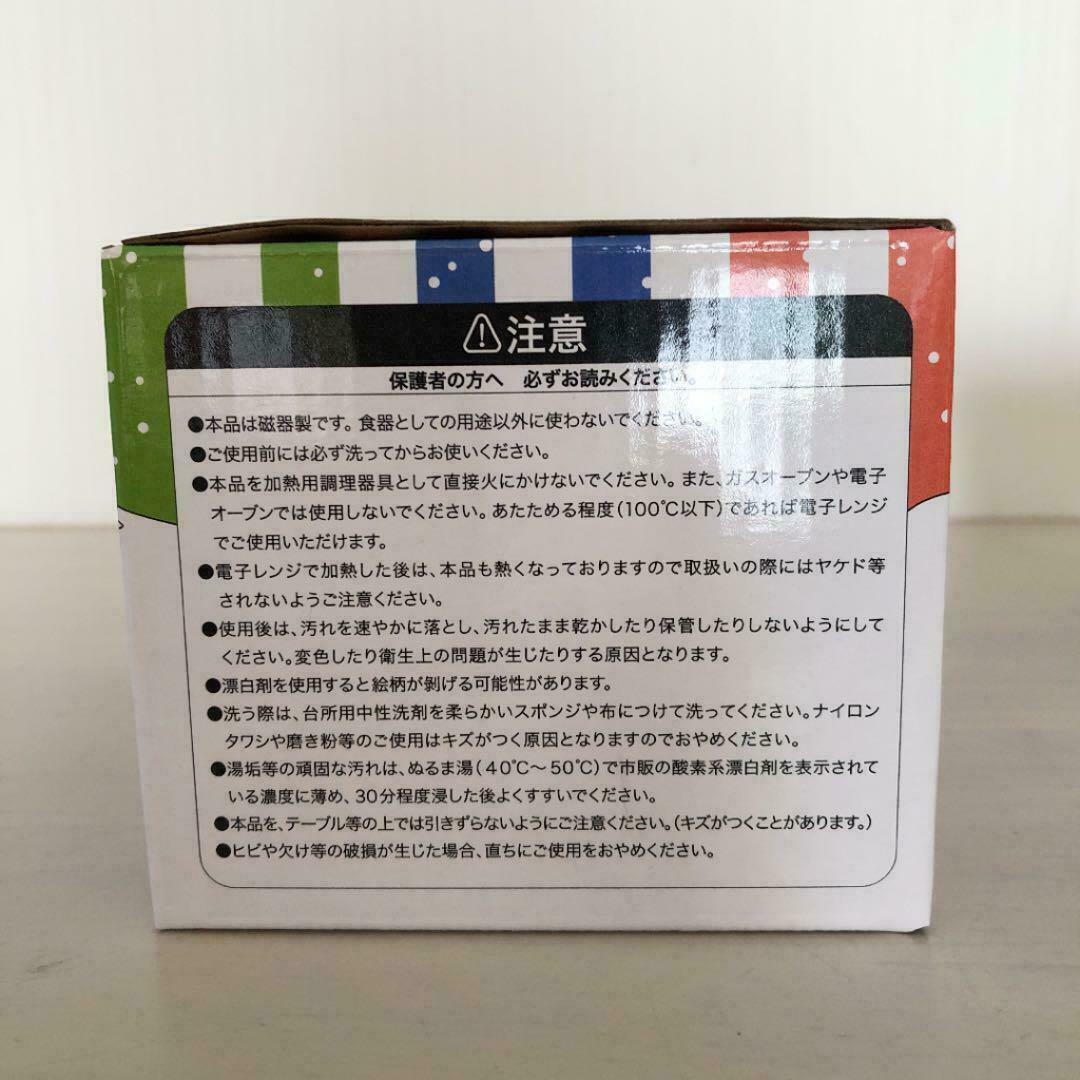 ⚠注意
保護者の方へ 必ずお読みください。
●本品は磁器製です。食器としての用途以外に使わないでください。
●ご使用前には必ず洗ってからお使いください。
●本品を加熱用調理器具として直接火にかけないでください。また、ガスオーブンや電子
オーブンでは使用しないでください。あたためる程度(100℃以下)であれば電子レンジ
でご使用いただけます。
●電子レンジで加熱した後は、本品も熱くなっておりますので取扱いの際にはヤケド等
されないようご注意ください。
●使用後は、汚れを速やかに落とし、汚れたまま乾かしたり保管したりしないようにして
ください。変色したり衛生上の問題が生じたりする原因となります。
●漂白剤を使用すると絵柄が剝げる可能性があります。
●洗う際は、台所用中性洗剤を柔らかいスポンジや布につけて洗ってください。ナイロン
タワシや磨き粉等のご使用はキズがつく原因となりますのでおやめください。
●湯垢等の頑固な汚れは、ぬるま湯(40℃〜50℃)で市販の酸素系漂白剤を表示されて
いる濃度に薄め、30分程度浸した後よくすすいでください。
●本品を、テーブル等の上では引きずらないようにご注意ください。(キズがつくことがあります。)
●ヒビや欠け等の破損が生じた場合、直ちにご使用をおやめください。